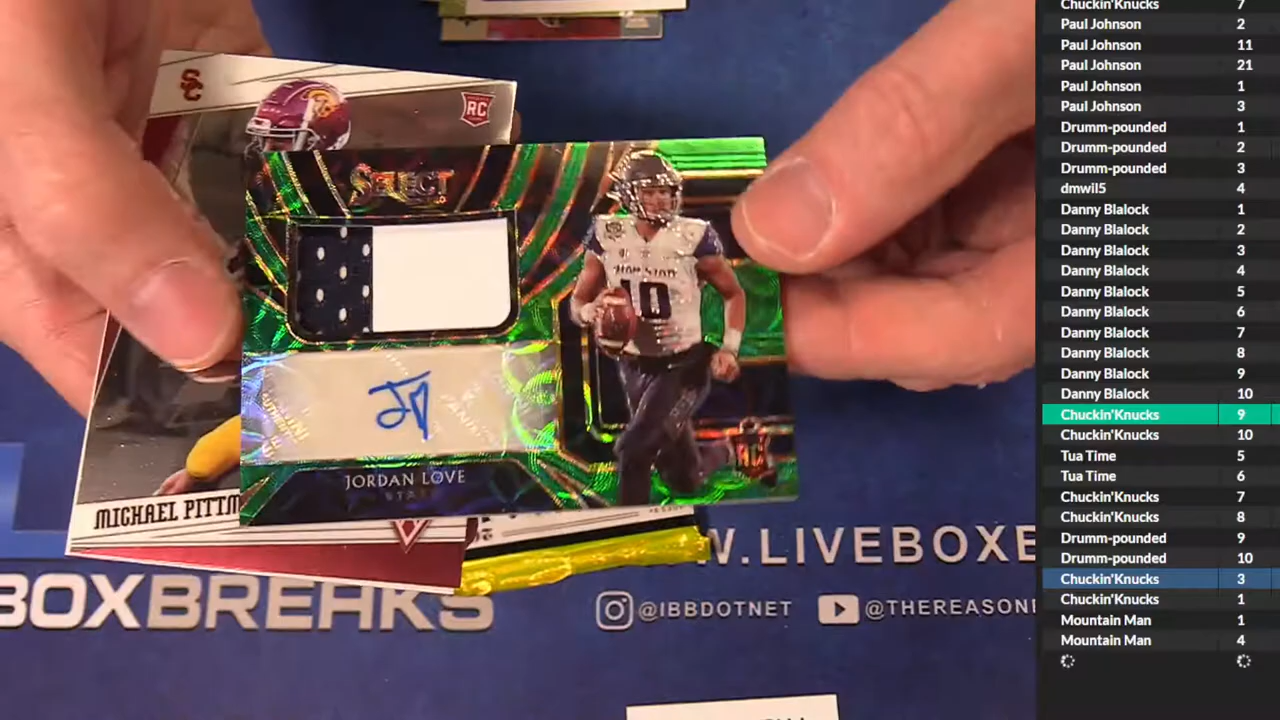 SC
RC
SELECT
UTAH STATE
10
JORDAN LOVE
MICHAEL PITTM
V
W.LIVEBOXB
BOXBREAKS
@IBBDOTNET
@THEREASONE
Chuckin'Knucks 7
Paul Johnson 2
Paul Johnson 11
Paul Johnson 21
Paul Johnson 1
Paul Johnson 3
Drumm-pounded 1
Drumm-pounded 2
Drumm-pounded 3
dmwil5 4
Danny Blalock 1
Danny Blalock 2
Danny Blalock 3
Danny Blalock 4
Danny Blalock 5
Danny Blalock 6
Danny Blalock 7
Danny Blalock 8
Danny Blalock 9
Danny Blalock 10
Chuckin'Knucks 9
Chuckin'Knucks 10
Tua Time 5
Tua Time 6
Chuckin'Knucks 7
Chuckin'Knucks 8
Drumm-pounded 9
Drumm-pounded 10
Chuckin'Knucks 3
Chuckin'Knucks 1
Mountain Man 1
Mountain Man 4